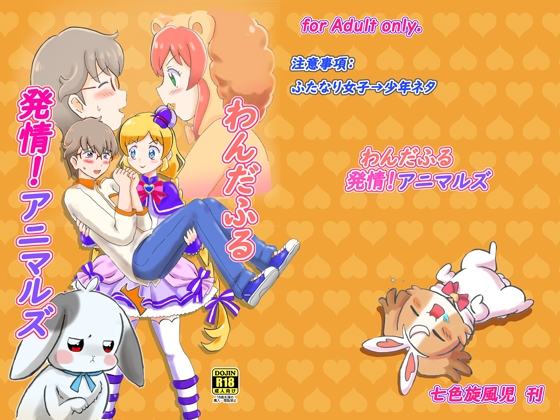 発情！アニマルズ
わんだふる
DOJIN
R18
成人向け
for Adult only.
注意事項：
ふたなり女子→少年ネタ
わんだふる
発情！アニマルズ
七色旋風児 刊